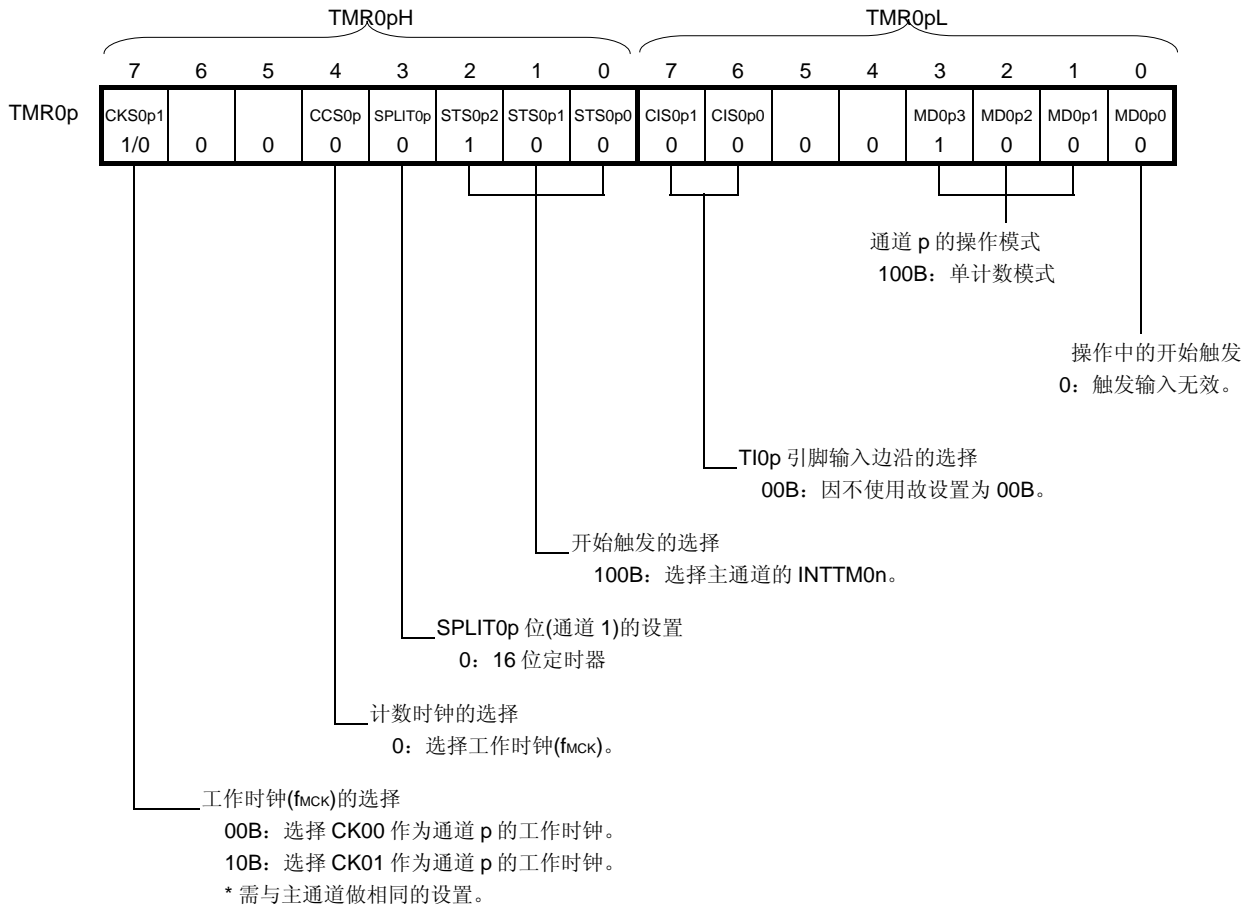 TMR0pH TMR0pL
7 6 5 4 3 2 1 0 7 6 5 4 3 2 1 0
TMR0p CKS0p1 CCS0p SPLIT0p STS0p2 STS0p1 STS0p0 CIS0p1 CIS0p0 MD0p3 MD0p2 MD0p1 MD0p0
1/0 0 0 0 0 1 0 0 0 0 0 0 1 0 0 0
通道 p 的操作模式
100B：单计数模式
操作中的开始触发
0：触发输入无效。
TI0p 引脚输入边沿的选择
00B：因不使用故设置为 00B。
开始触发的选择
100B：选择主通道的 INTTM0n。
SPLIT0p 位(通道 1)的设置
0：16 位定时器
计数时钟的选择
0：选择工作时钟(fMCK)。
工作时钟(fMCK)的选择
00B：选择 CK00 作为通道 p 的工作时钟。
10B：选择 CK01 作为通道 p 的工作时钟。
* 需与主通道做相同的设置。